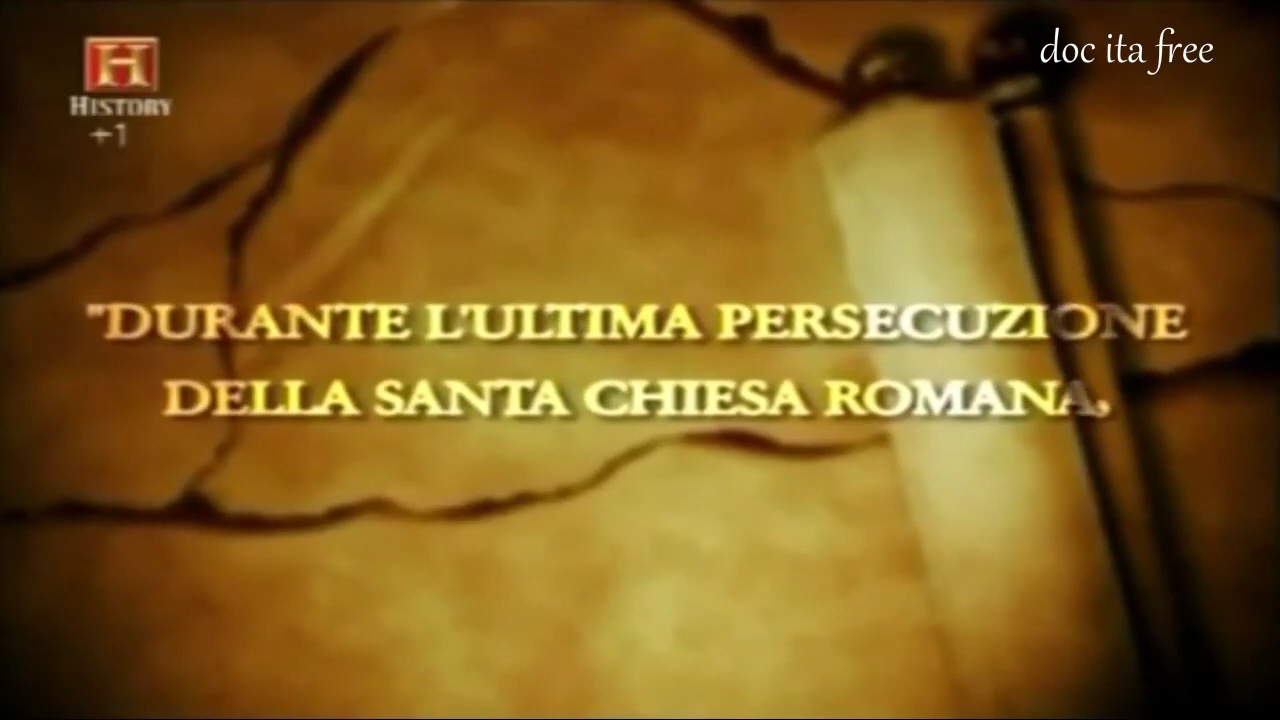 H
HISTORY
+1
doc ita free
"DURANTE L'ULTIMA PERSECUZIONE
DELLA SANTA CHIESA ROMANA,